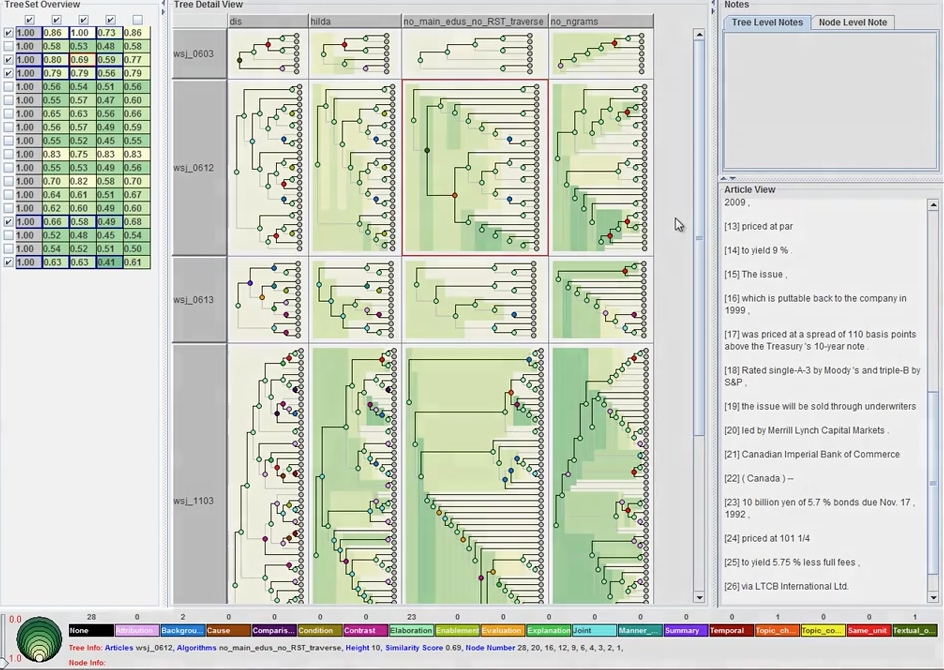 TreeSet Overview
1.00 0.86 1.00 0.73 0.86
1.00 0.58 0.53 0.48 0.58
1.00 0.80 0.69 0.59 0.77
1.00 0.79 0.79 0.56 0.79
1.00 0.56 0.54 0.51 0.56
1.00 0.55 0.57 0.47 0.60
1.00 0.65 0.63 0.56 0.66
1.00 0.56 0.57 0.49 0.59
1.00 0.55 0.52 0.45 0.55
1.00 0.83 0.75 0.83 0.83
1.00 0.55 0.53 0.49 0.56
1.00 0.70 0.82 0.58 0.70
1.00 0.64 0.61 0.51 0.67
1.00 0.62 0.60 0.49 0.60
1.00 0.66 0.58 0.49 0.68
1.00 0.52 0.48 0.45 0.54
1.00 0.54 0.52 0.51 0.50
1.00 0.63 0.63 0.41 0.61
Tree Detail View
dis hilda no_main_edus_no_RST_traverse no_ngrams
wsj_0603
wsj_0612
wsj_0613
wsj_1103
Notes
Tree Level Notes Node Level Note
Article View
2009 ,
[13] priced at par
[14] to yield 9 % .
[15] The issue ,
[16] which is puttable back to the company in
1999 ,
[17] was priced at a spread of 110 basis points
above the Treasury 's 10-year note .
[18] Rated single-A-3 by Moody 's and triple-B by
S&P ,
[19] the issue will be sold through underwriters
[20] led by Merrill Lynch Capital Markets .
[21] Canadian Imperial Bank of Commerce
[22] ( Canada ) --
[23] 10 billion yen of 5.7 % bonds due Nov. 17 ,
1992 ,
[24] priced at 101 1/4
[25] to yield 5.75 % less full fees ,
[26] via LTCB International Ltd.
0.0
1.0
28 0 0 0 0 0 0 23 0 0 0 1 0 0 0 0 0 0 1
None Attribution Backgrou... Cause Comparis... Condition Contrast Elaboration Enablement Evaluation Explanation Joint Manner_... Summary Temporal Topic_ch... Topic_co... Same_unit Textual_o...
Tree Info: Articles wsj_0612, Algorithms no_main_edus_no_RST_traverse, Height 10, Similarity Score 0.69, Node Number 28, 20, 16, 12, 9, 6, 4, 3, 2, 1,
Node Info: